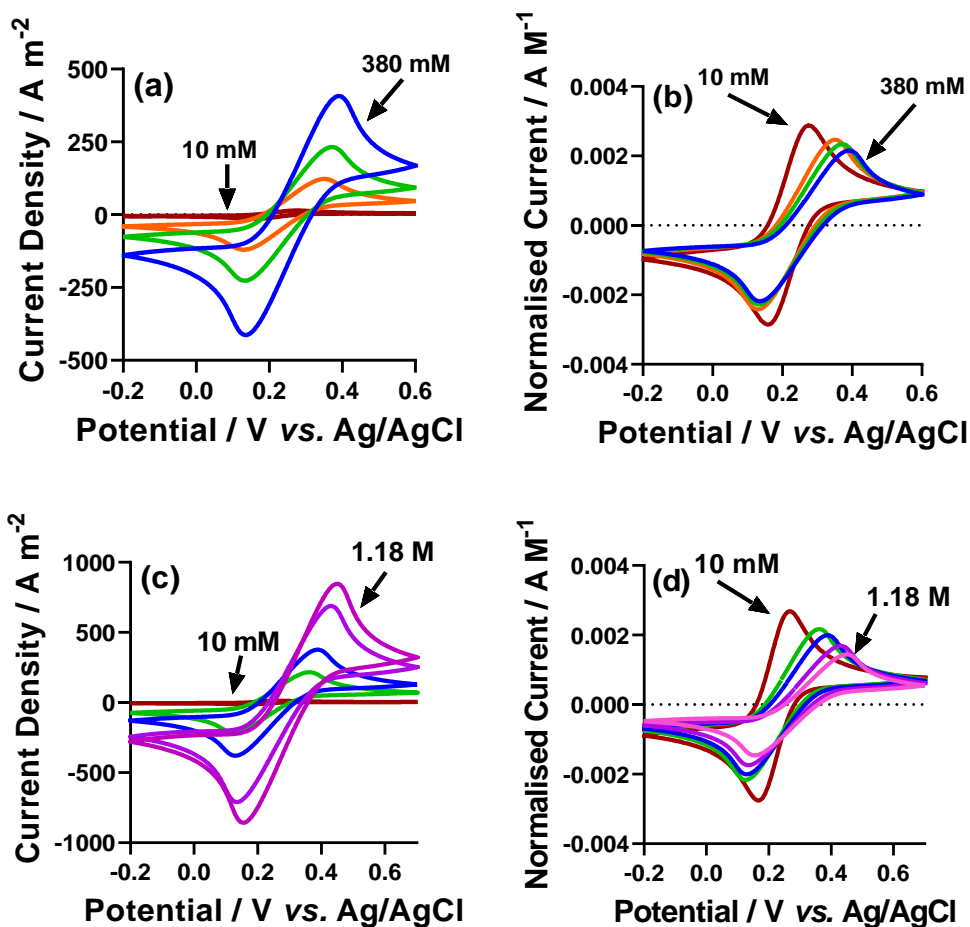 (a)
380 mM
10 mM
Current Density / A m-2
500
250
0
-250
-500
-0.2 0.0 0.2 0.4 0.6
Potential / V vs. Ag/AgCl
(b)
10 mM
380 mM
Normalised Current / A M-1
0.004
0.002
0.000
-0.002
-0.004
-0.2 0.0 0.2 0.4 0.6
Potential / V vs. Ag/AgCl
(c)
1.18 M
10 mM
Current Density / A m-2
1000
500
0
-500
-1000
-0.2 0.0 0.2 0.4 0.6
Potential / V vs. Ag/AgCl
(d)
10 mM
1.18 M
Normalised Current / A M-1
0.004
0.002
0.000
-0.002
-0.004
-0.2 0.0 0.2 0.4 0.6
Potential / V vs. Ag/AgCl